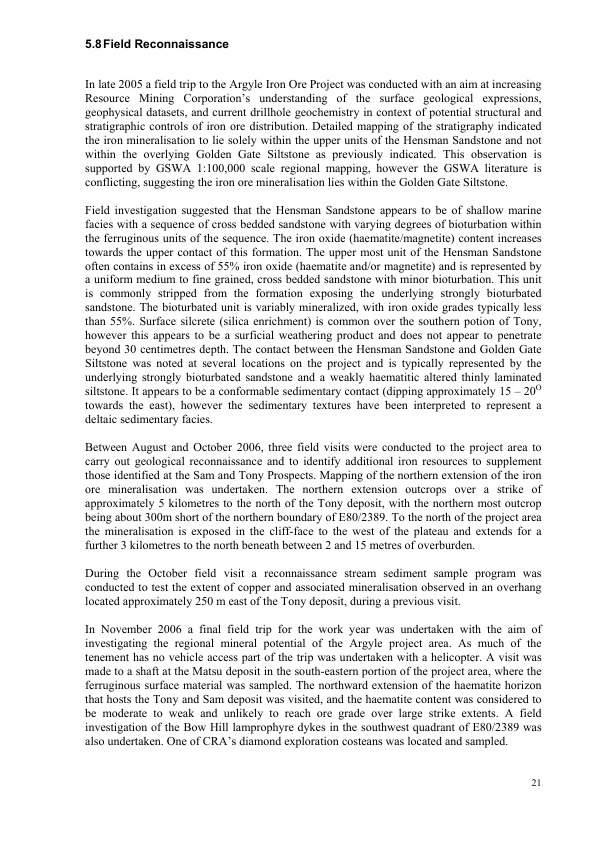 5.8 Field Reconnaissance
In late 2005 a field trip to the Argyle Iron Ore Project was conducted with an aim at increasing
Resource Mining Corporation's understanding of the surface geological expressions,
geophysical datasets, and current drillhole geochemistry in context of potential structural and
stratigraphic controls of iron ore distribution. Detailed mapping of the stratigraphy indicated
the iron mineralisation to lie solely within the upper units of the Hensman Sandstone and not
within the overlying Golden Gate Siltstone as previously indicated. This observation is
supported by GSWA 1:100,000 scale regional mapping, however the GSWA literature is
conflicting, suggesting the iron ore mineralisation lies within the Golden Gate Siltstone.
Field investigation suggested that the Hensman Sandstone appears to be of shallow marine
facies with a sequence of cross bedded sandstone with varying degrees of bioturbation within
the ferruginous units of the sequence. The iron oxide (haematite/magnetite) content increases
towards the upper contact of this formation. The upper most unit of the Hensman Sandstone
often contains in excess of 55% iron oxide (haematite and/or magnetite) and is represented by
a uniform medium to fine grained, cross bedded sandstone with minor bioturbation. This unit
is commonly stripped from the formation exposing the underlying strongly bioturbated
sandstone. The bioturbated unit is variably mineralized, with iron oxide grades typically less
than 55%. Surface silcrete (silica enrichment) is common over the southern potion of Tony,
however this appears to be a surficial weathering product and does not appear to penetrate
beyond 30 centimetres depth. The contact between the Hensman Sandstone and Golden Gate
Siltstone was noted at several locations on the project and is typically represented by the
underlying strongly bioturbated sandstone and a weakly haematitic altered thinly laminated
siltstone. It appears to be a conformable sedimentary contact (dipping approximately 15 – 20O
towards the east), however the sedimentary textures have been interpreted to represent a
deltaic sedimentary facies.
Between August and October 2006, three field visits were conducted to the project area to
carry out geological reconnaissance and to identify additional iron resources to supplement
those identified at the Sam and Tony Prospects. Mapping of the northern extension of the iron
ore mineralisation was undertaken. The northern extension outcrops over a strike of
approximately 5 kilometres to the north of the Tony deposit, with the northern most outcrop
being about 300m short of the northern boundary of E80/2389. To the north of the project area
the mineralisation is exposed in the cliff-face to the west of the plateau and extends for a
further 3 kilometres to the north beneath between 2 and 15 metres of overburden.
During the October field visit a reconnaissance stream sediment sample program was
conducted to test the extent of copper and associated mineralisation observed in an overhang
located approximately 250 m east of the Tony deposit, during a previous visit.
In November 2006 a final field trip for the work year was undertaken with the aim of
investigating the regional mineral potential of the Argyle project area. As much of the
tenement has no vehicle access part of the trip was undertaken with a helicopter. A visit was
made to a shaft at the Matsu deposit in the south-eastern portion of the project area, where the
ferruginous surface material was sampled. The northward extension of the haematite horizon
that hosts the Tony and Sam deposit was visited, and the haematite content was considered to
be moderate to weak and unlikely to reach ore grade over large strike extents. A field
investigation of the Bow Hill lamprophyre dykes in the southwest quadrant of E80/2389 was
also undertaken. One of CRA's diamond exploration costeans was located and sampled.
21